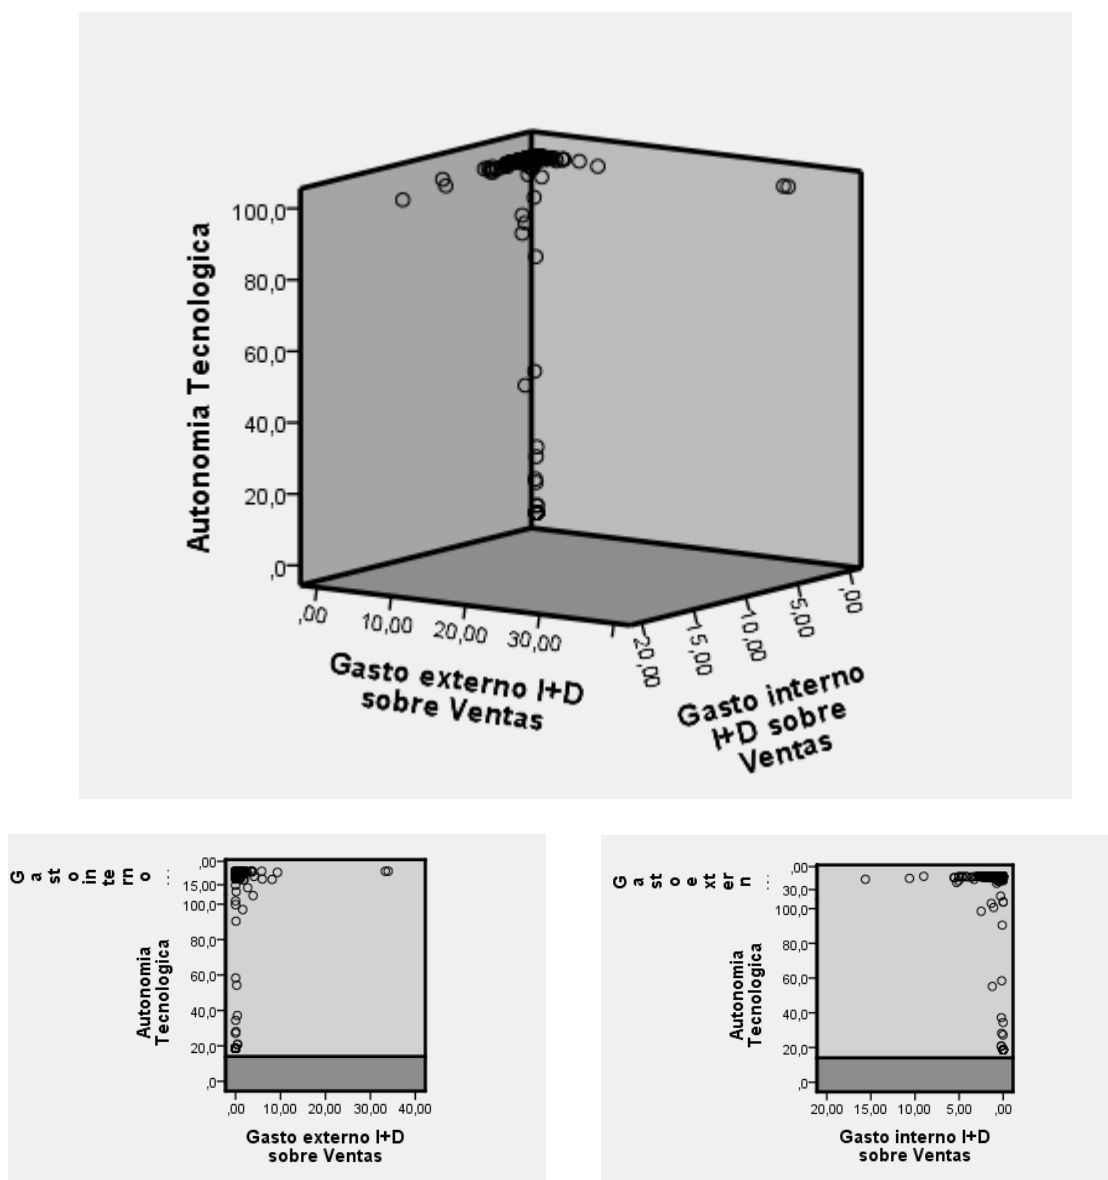 100,0
80,0
60,0
40,0
20,0
,0
Autonomia Tecnologica
,00
10,00
20,00
30,00
Gasto externo I+D
sobre Ventas
20,00
15,00
10,00
5,00
,00
Gasto interno
I+D sobre
Ventas
Gasto interno ...
,00
15,00
100,0
80,0
60,0
40,0
20,0
,0
Autonomia
Tecnologica
,00 10,00 20,00 30,00 40,00
Gasto externo I+D
sobre Ventas
Gasto extern ...
,00
30,0
100,0
80,0
60,0
40,0
20,0
,0
Autonomia
Tecnologica
20,00 15,00 10,00 5,00 ,00
Gasto interno I+D
sobre Ventas